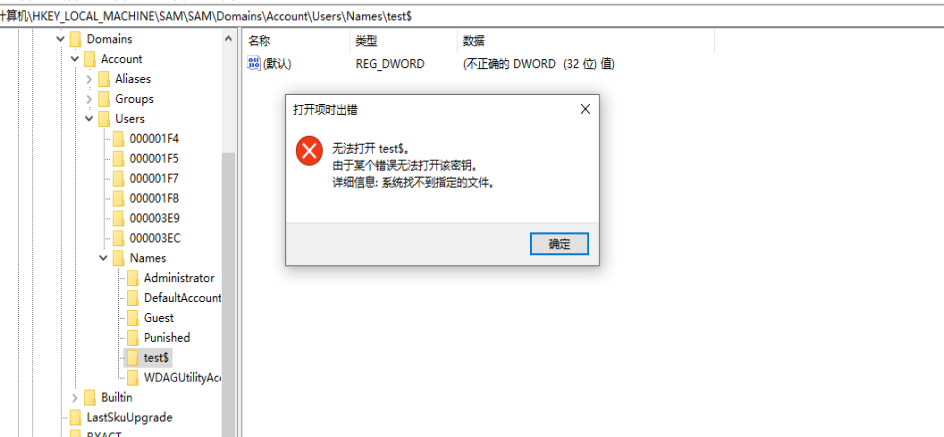 计算机\HKEY_LOCAL_MACHINE\SAM\SAM\Domains\Account\Users\Names\test$
Domains
Account
Aliases
Groups
Users
000001F4
000001F5
000001F7
000001F8
000003E9
000003EC
Names
Administrator
DefaultAccount
Guest
Punished
test$
WDAGUtilityAcc
Builtin
LastSkuUpgrade
RXACT
名称 类型 数据
(默认) REG_DWORD (不正确的 DWORD (32 位) 值)
打开项时出错
无法打开 test$。
由于某个错误无法打开该密钥。
详细信息: 系统找不到指定的文件。
确定